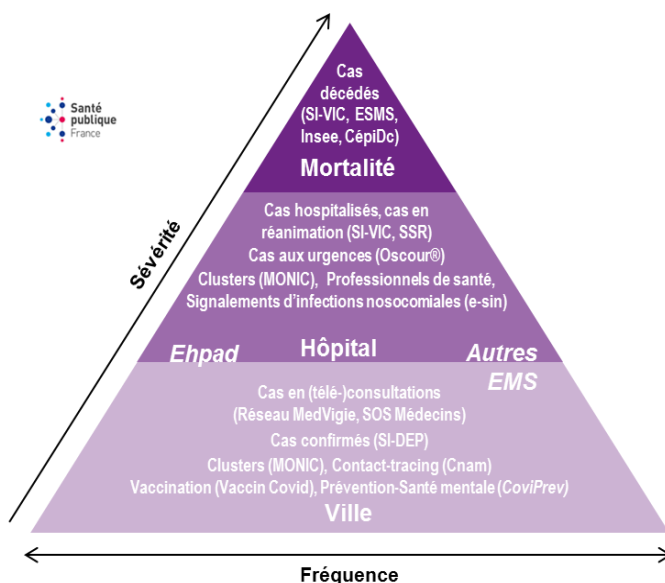 Santé
publique
France
Sévérité
Cas
décédés
(SI-VIC, ESMS,
Insee, CépiDc)
Mortalité
Cas hospitalisés, cas en
réanimation (SI-VIC, SSR)
Cas aux urgences (Oscour®)
Clusters (MONIC), Professionnels de santé,
Signalements d'infections nosocomiales (e-sin)
Ehpad Hôpital Autres
EMS
Cas en (télé-)consultations
(Réseau MedVigie, SOS Médecins)
Cas confirmés (SI-DEP)
Clusters (MONIC), Contact-tracing (Cnam)
Vaccination (Vaccin Covid), Prévention-Santé mentale (CoviPrev)
Ville
Fréquence